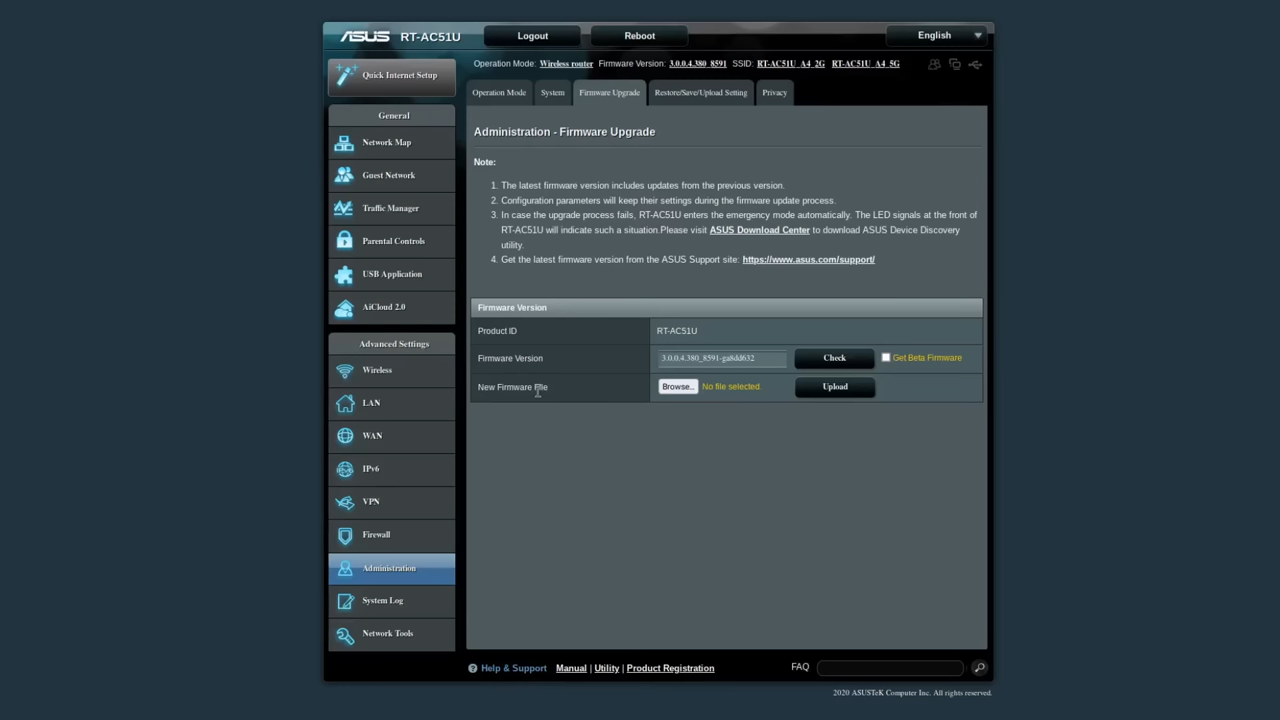 ASUS RT-AC51U Logout Reboot English
Operation Mode: Wireless router Firmware Version: 3.0.0.4.380_8591 SSID: RT-AC51U_A4_2G RT-AC51U_A4_5G
Quick Internet Setup
General
Network Map
Guest Network
Traffic Manager
Parental Controls
USB Application
AiCloud 2.0
Advanced Settings
Wireless
LAN
WAN
IPv6
VPN
Firewall
Administration
System Log
Network Tools
Operation Mode System Firmware Upgrade Restore/Save/Upload Setting Privacy
Administration - Firmware Upgrade
Note:
1. The latest firmware version includes updates from the previous version.
2. Configuration parameters will keep their settings during the firmware update process.
3. In case the upgrade process fails, RT-AC51U enters the emergency mode automatically. The LED signals at the front of
RT-AC51U will indicate such a situation.Please visit ASUS Download Center to download ASUS Device Discovery
utility.
4. Get the latest firmware version from the ASUS Support site: https://www.asus.com/support/
Firmware Version
Product ID RT-AC51U
Firmware Version 3.0.0.4.380_8591-ga8dd632 Check Get Beta Firmware
New Firmware File Browse... No file selected. Upload
Help & Support Manual | Utility | Product Registration FAQ
2020 ASUSTeK Computer Inc. All rights reserved.